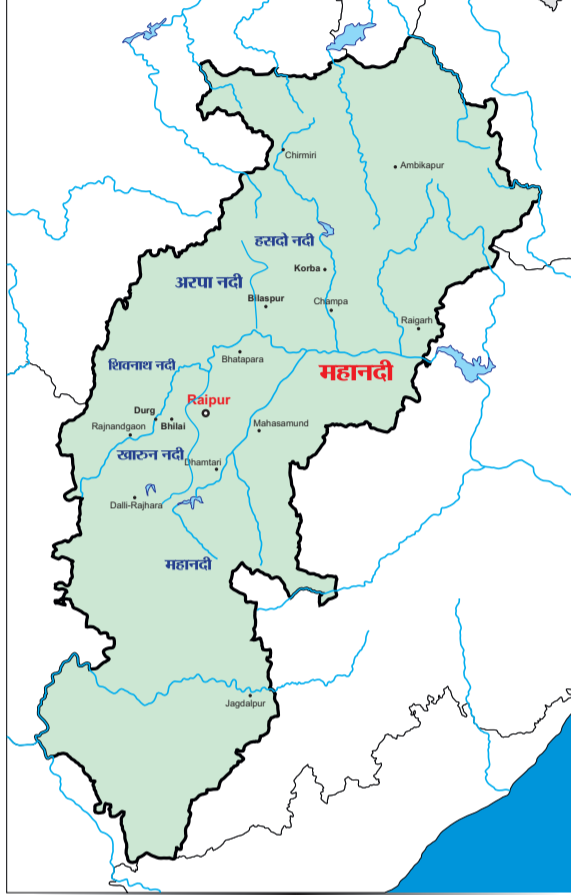 Chirmiri
Ambikapur
हसदो नदी
Korba
अरपा नदी
Bilaspur
Champa
Raigarh
Bhatapara
शिवनाथ नदी
महानदी
Raipur
Durg
Bhilai
Rajnandgaon
Mahasamund
खारुन नदी
Dhamtari
Dalli-Rajhara
महानदी
Jagdalpur